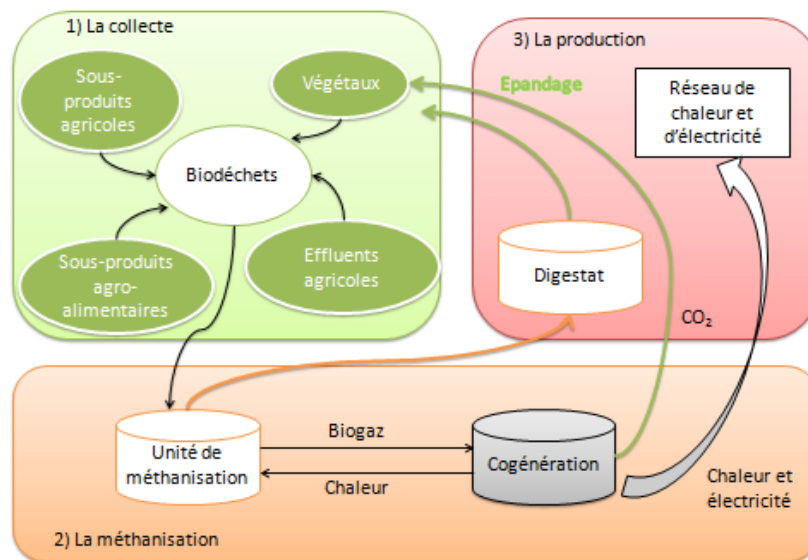 1) La collecte
Sous-
produits
agricoles
Végétaux
Biodéchets
Sous-produits
agro-
alimentaires
Effluents
agricoles
3) La production
Epandage
Réseau de
chaleur et
d'électricité
Digestat
CO₂
Unité de
méthanisation
Biogaz
Chaleur
Cogénération
Chaleur et
électricité
2) La méthanisation